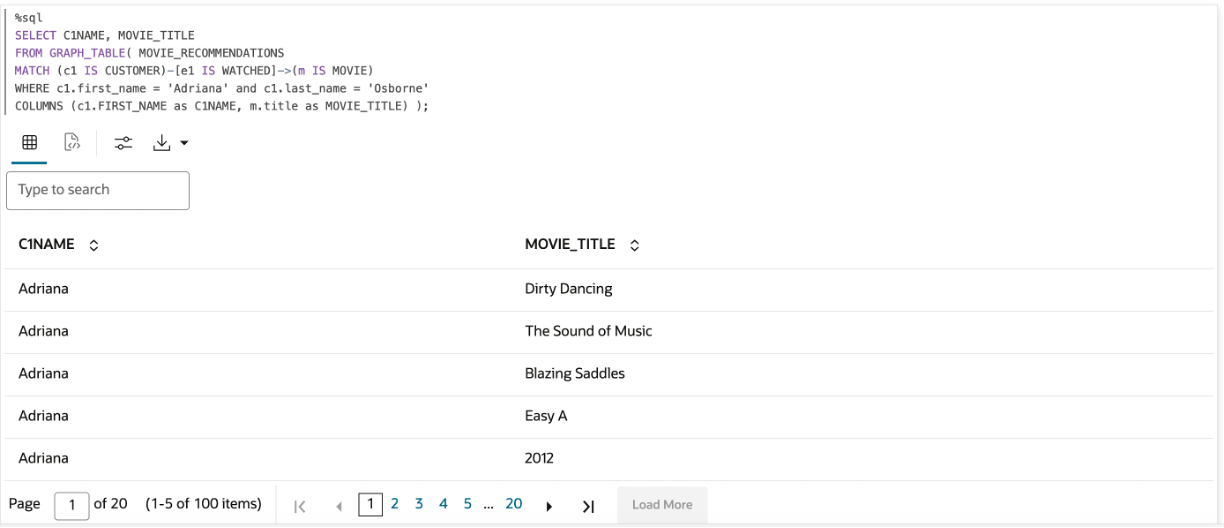 %sql
SELECT C1NAME, MOVIE_TITLE
FROM GRAPH_TABLE( MOVIE_RECOMMENDATIONS
MATCH (c1 IS CUSTOMER)-[e1 IS WATCHED]->(m IS MOVIE)
WHERE c1.first_name = 'Adriana' and c1.last_name = 'Osborne'
COLUMNS (c1.FIRST_NAME as C1NAME, m.title as MOVIE_TITLE) );
Type to search
C1NAME MOVIE_TITLE
Adriana Dirty Dancing
Adriana The Sound of Music
Adriana Blazing Saddles
Adriana Easy A
Adriana 2012
Page 1 of 20 (1-5 of 100 items) 1 2 3 4 5 ... 20 Load More